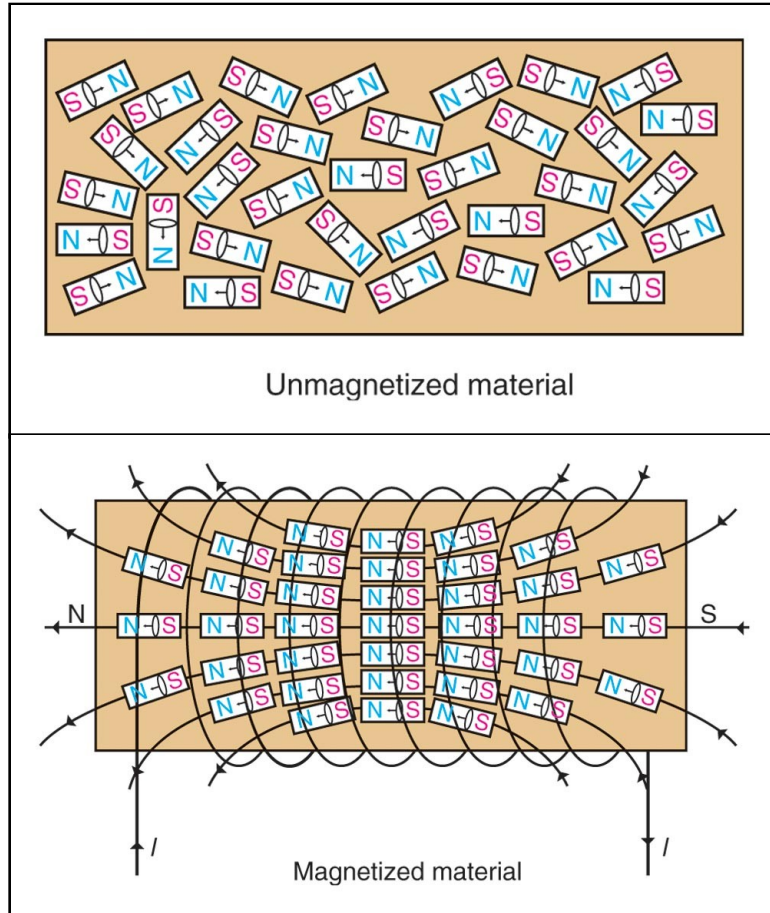 S N S N S N S N N S S N N S
S N N S S N S N S N S N N S
S N N S S N N S S N S N N S
N S S N S N S N N S N S S N S N
S N N S S N S N S N N S
Unmagnetized material
N S N S N S N S N S
N S N S N S N S N S
N S N S N S N S N S
N N S N S N S N S N S N S N S S
N S N S N S N S N S
N S N S N S N S N S
N S N S N S N S N S
I I
Magnetized material